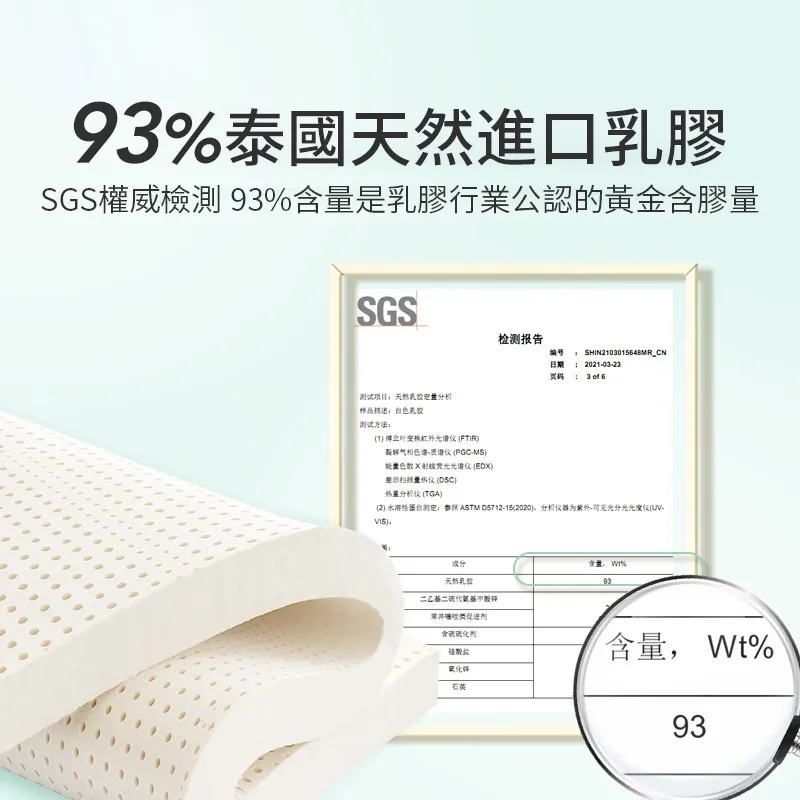 93%泰國天然進口乳膠
SGS權威檢測 93%含量是乳膠行業公認的黃金含膠量
SGS
检测报告
编号 : SHIN2103015648MR_CN
日期 : 2021-03-23
页码 : 3 of 6
测试项目: 天然乳胶定量分析
样品描述: 白色乳胶
测试方法:
(1) 傅立叶变换红外光谱仪 (FTIR)
裂解气相色谱-质谱仪 (PGC-MS)
能量色散 X 射线荧光光谱仪 (EDX)
差示扫描量热仪 (DSC)
热重分析仪 (TGA)
(2) 水溶性蛋白测定: 参照 ASTM D5712-15(2020), 分析仪器为紫外-可见光分光光度仪(UV-
VIS)。
成分 含量, Wt%
天然乳胶 93
二乙基二硫代氨基甲酸锌
苯并噻唑类促进剂
含硫硫化剂
硅酸盐
氧化锌
石英
含量, Wt%
93